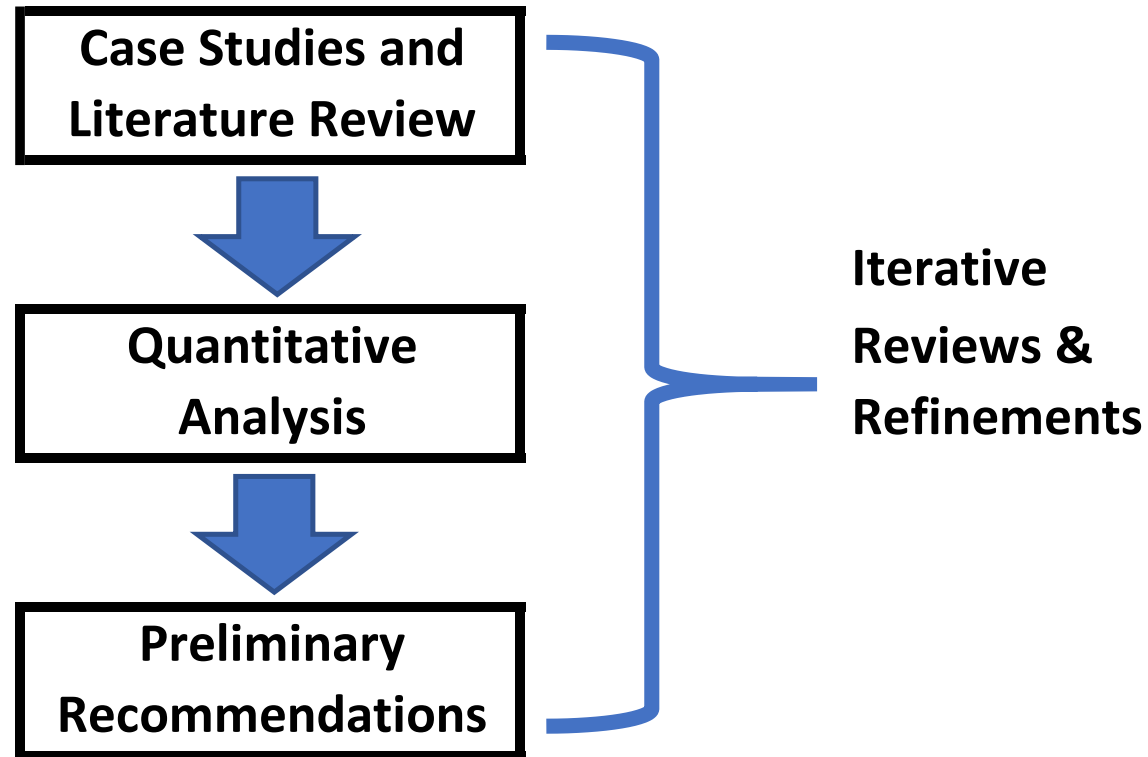 Case Studies and
Literature Review
Quantitative
Analysis
Preliminary
Recommendations
Iterative
Reviews &
Refinements